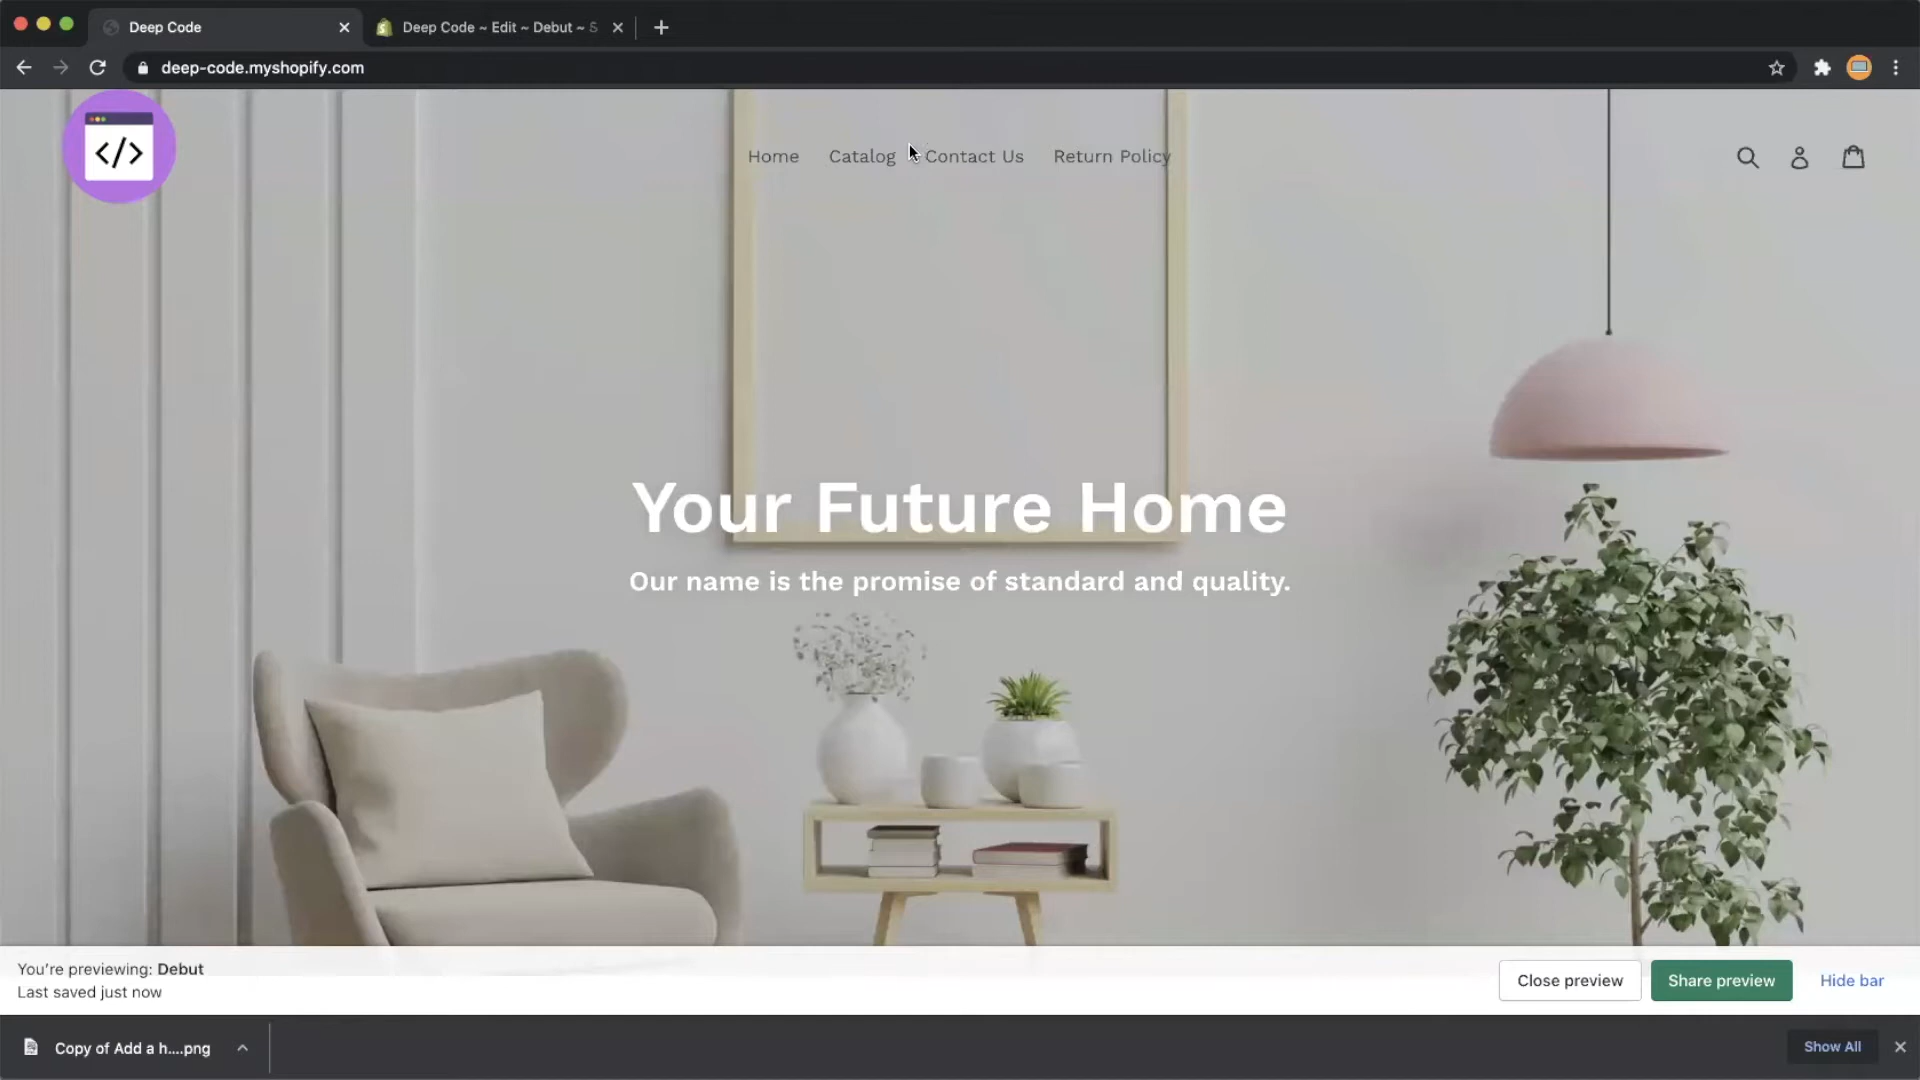 Deep Code
Deep Code ~ Edit ~ Debut ~ S
deep-code.myshopify.com
</>
Home Catalog Contact Us Return Policy
Your Future Home
Our name is the promise of standard and quality.
You're previewing: Debut
Last saved just now
Close preview
Share preview
Hide bar
Copy of Add a h....png
Show All